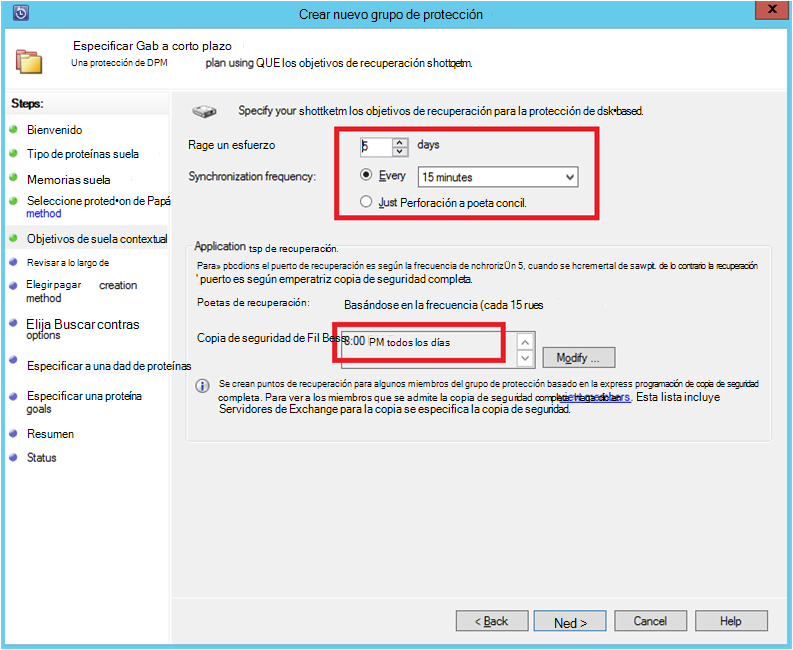 Crear nuevo grupo de protección
X
Especificar Gab a corto plazo
Una protección de DPM plan using QUE los objetivos de recuperación
Steps:
Bienvenido
Tipo de proteínas suela
Memorias suela
Seleccione proted•on de Papá
method
Objetivos de suela contextual
Revisar a lo largo de
Elegir pagar creation
method
Elija Buscar contras
options
Especificar a una dad de proteínas
Especificar una proteína
goals
Resumen
Status
Specify your shottketm los objetivos de recuperación para la protección de dsk•based.
Rage un esfuerzo 5 days
Synchronization frequency: Every 15 minutes
Just Perforación a poeta concil.
Application tsp de recuperación.
Para» pbcdions el puerto de recuperación es según la frecuencia de nchrorizÜn 5, cuando se hcremertal de sawpit. de lo contrario la recuperación
' puerto es según emperatriz copia de seguridad completa.
Poetas de recuperación: Basándose en la frecuencia (cada 15 rues
Copia de seguridad de Fil Bess 8:00 PM todos los días
Modify ...
Se crean puntos de recuperación para algunos miembros del grupo de protección basado en la express programación de copia de seguridad
completa. Para ver a los miembros que se admite la copia de seguridad Esta lista incluye
Servidores de Exchange para la copia se especifica la copia de seguridad.
< Back Ned > Cancel Help